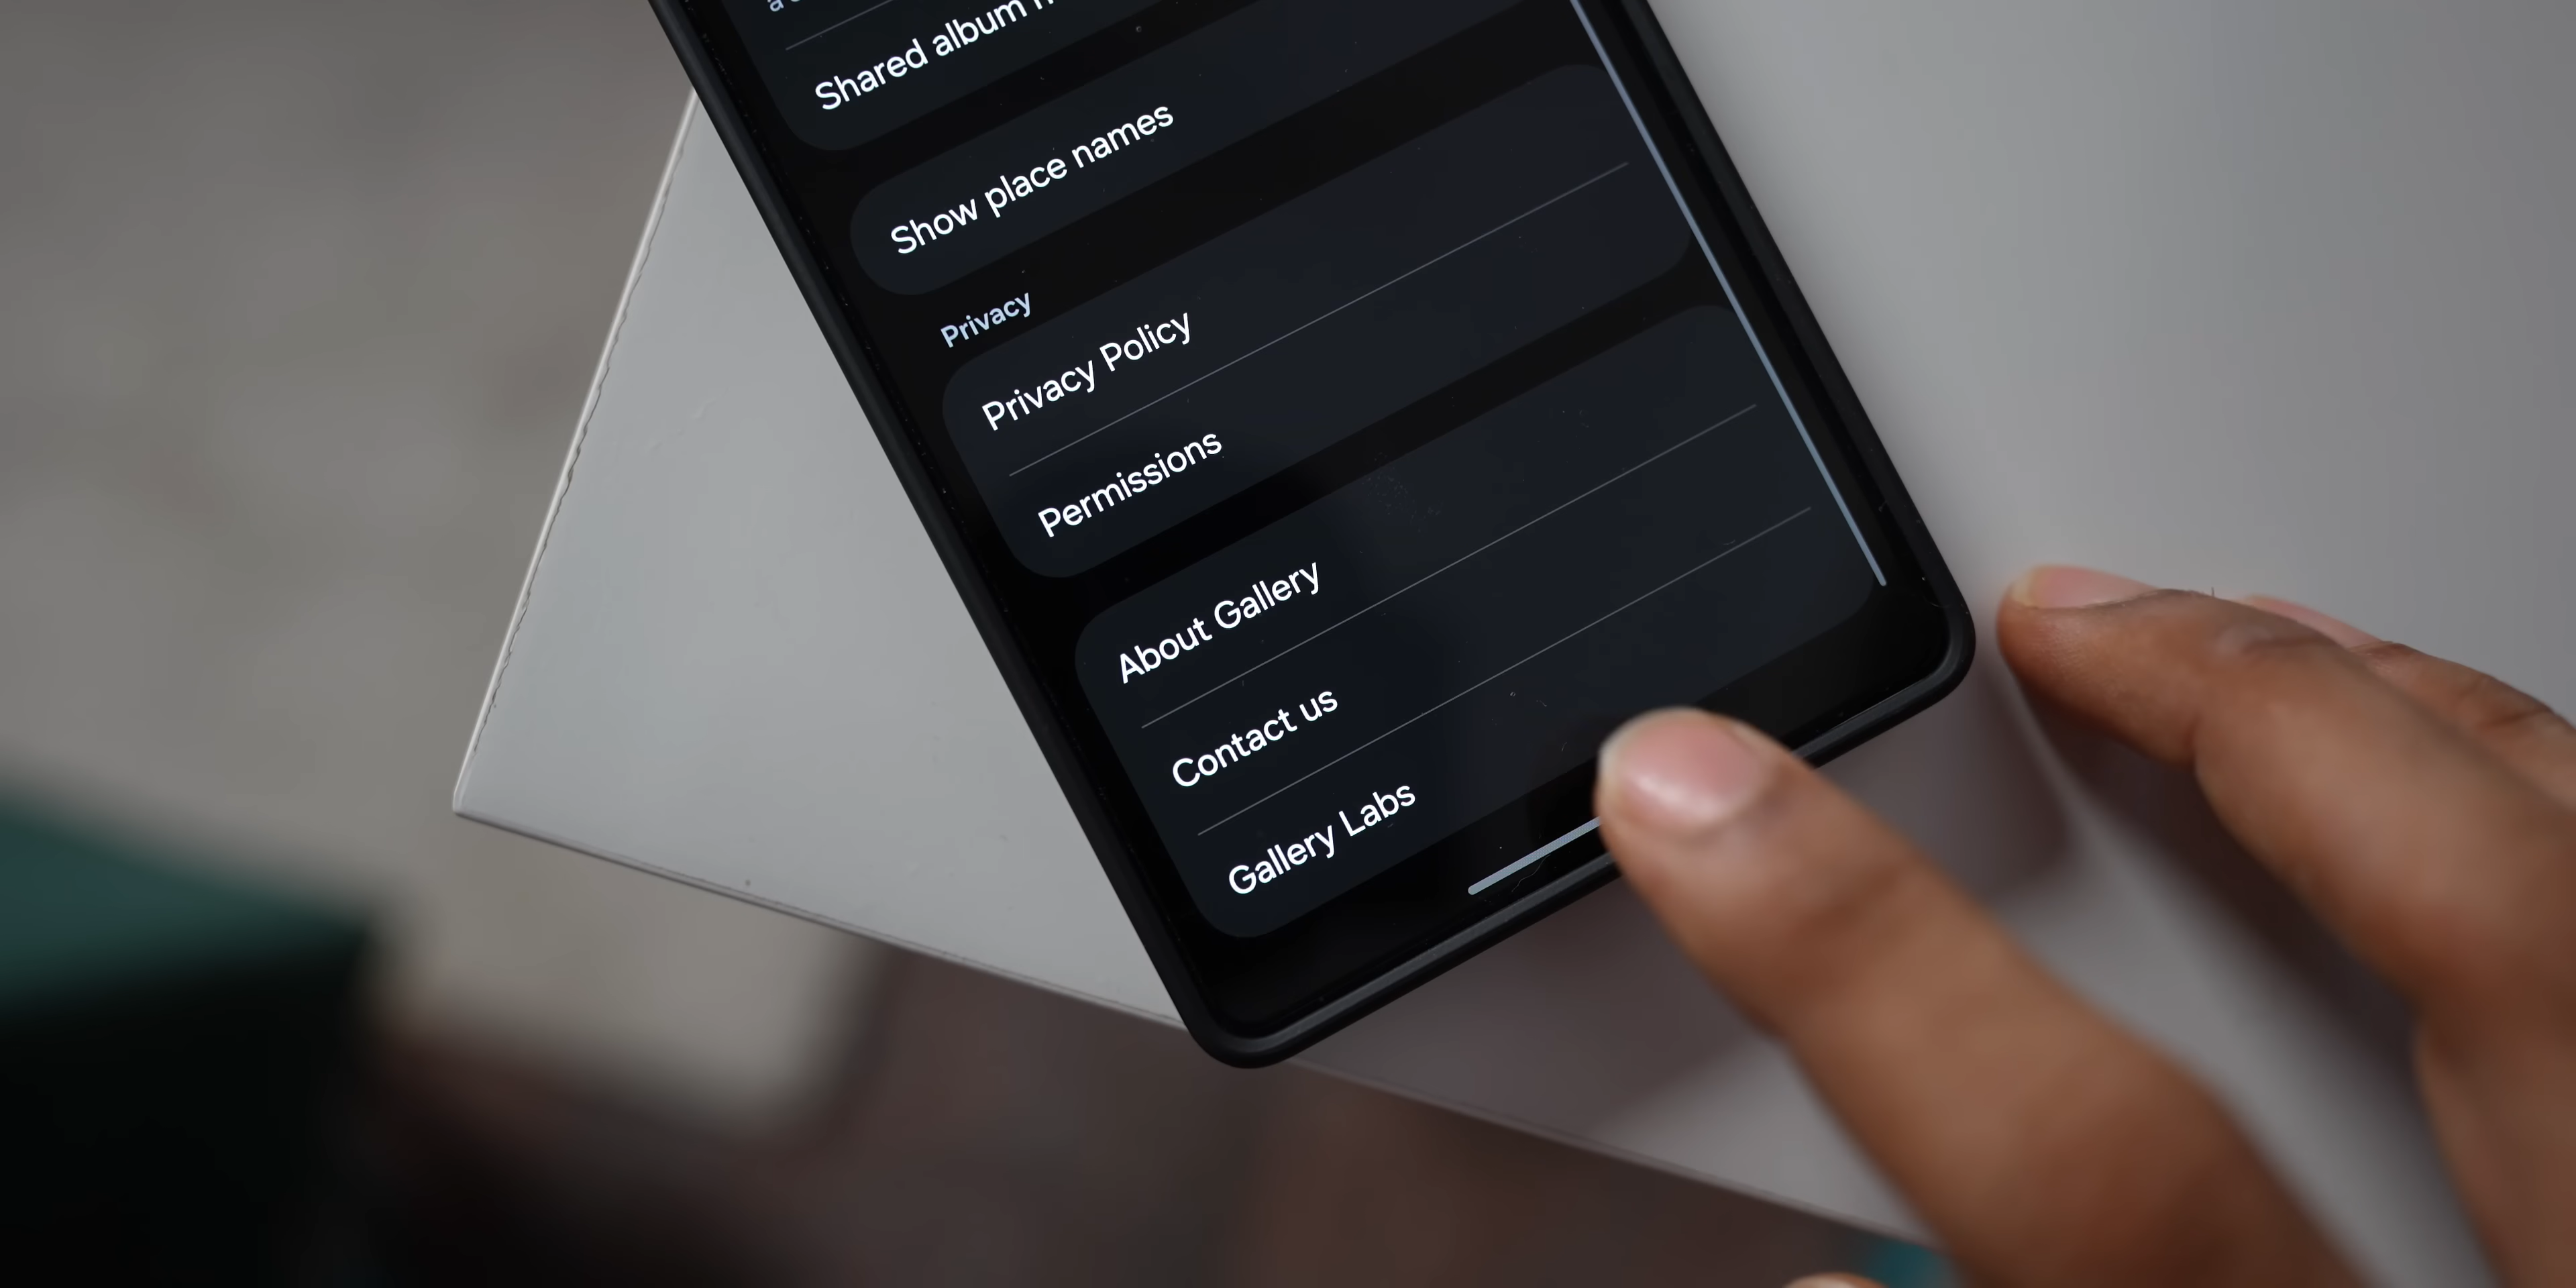 Shared album
Show place names
Privacy
Privacy Policy
Permissions
About Gallery
Contact us
Gallery Labs